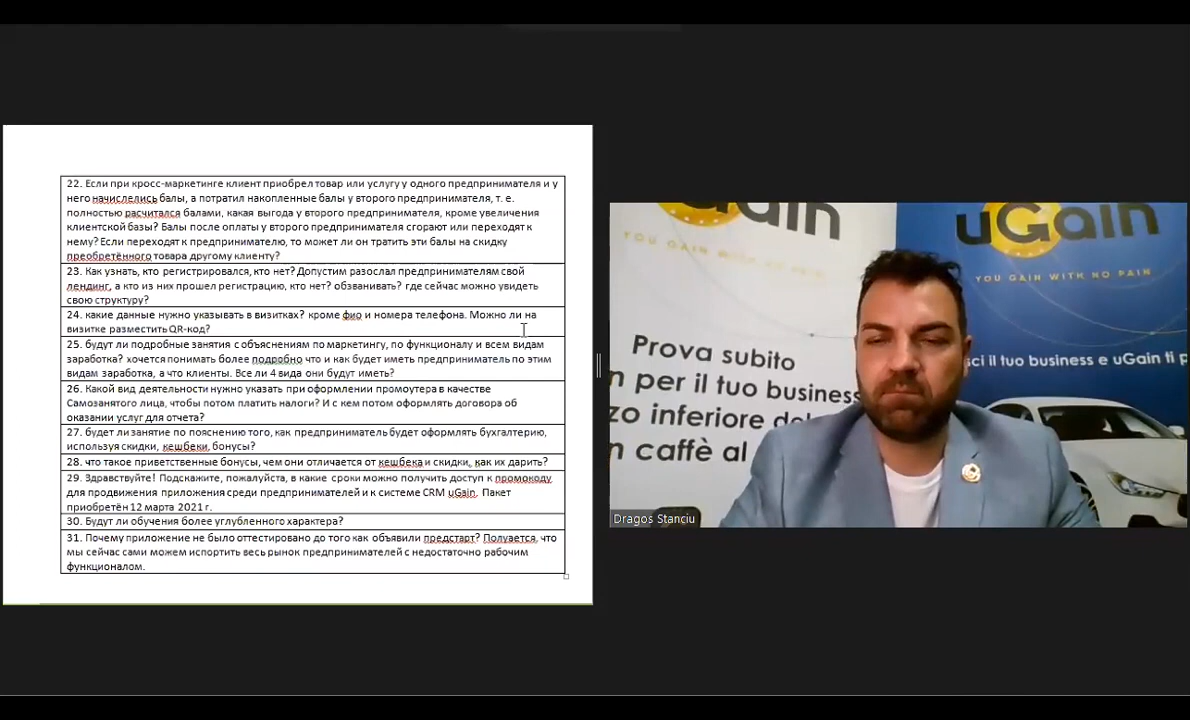 22. Если при кросс-маркетинге клиент приобрел товар или услугу у одного предпринимателя и у
него начислелись балы, а потратил накопленные балы у второго предпринимателя, т. е.
полностью расчитался балами, какая выгода у второго предпринимателя, кроме увеличения
клиентской базы? Балы после оплаты у второго предпринимателя сгорают или переходят к
нему? Если переходят к предпринимателю, то может ли он тратить эти балы на скидку
преобретённого товара другому клиенту?
23. Как узнать, кто регистрировался, кто нет? Допустим разослал предпринимателям свой
лендинг, а кто из них прошел регистрацию, кто нет? обзванивать? где сейчас можно увидеть
свою структуру?
24. какие данные нужно указывать в визитках? кроме фио и номера телефона. Можно ли на
визитке разместить QR-код?
25. будут ли подробные занятия с объяснениям по маркетингу, по функционалу и всем видам
заработка? хочется понимать более подробно что и как будет иметь предприниматель по этим
видам заработка, а что клиенты. Все ли 4 вида они будут иметь?
26. Какой вид деятельности нужно указать при оформлении промоутера в качестве
Самозанятого лица, чтобы потом платить налоги? И с кем потом оформлять договора об
оказании услуг для отчета?
27. будет ли занятие по пояснению того, как предприниматель будет оформлять бухгалтерию,
используя скидки, кешбеки, бонусы?
28. что такое приветственные бонусы, чем они отличается от кешбека и скидки,, как их дарить?
29. Здравствуйте! Подскажите, пожалуйста, в какие сроки можно получить доступ к промокоду
для продвижения приложения среди предпринимателей и к системе CRM uGain. Пакет
приобретён 12 марта 2021 г.
30. Будут ли обучения более углубленного характера?
31. Почему приложение не было оттестировано до того как объявили предстарт? Полуается, что
мы сейчас сами можем испортить весь рынок предпринимателей с недостаточно рабочим
функционалом.
Gain
YOU GAIN WITH NO PAIN
Prova subito
n per il tuo business
zo inferiore del
n caffè al
uGain
YOU GAIN WITH NO PAIN
sci il tuo business e uGain ti p
Dragos Stanciu